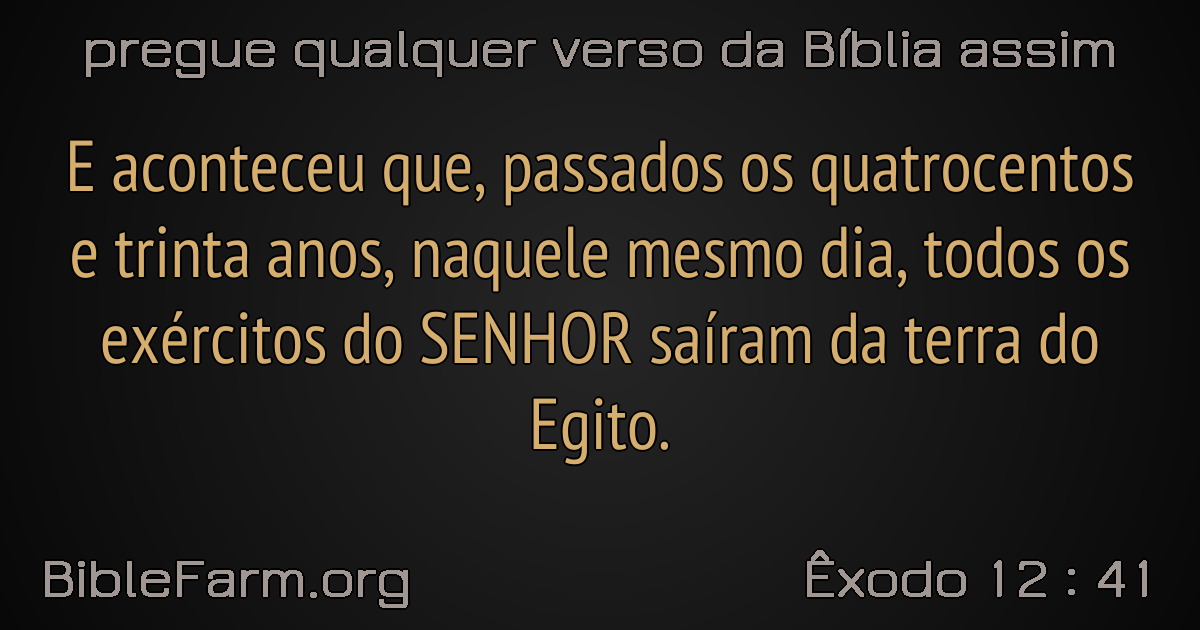 pregue qualquer verso da Bíblia assim
E aconteceu que, passados os quatrocentos
e trinta anos, naquele mesmo dia, todos os
exércitos do SENHOR saíram da terra do
Egito.
BibleFarm.org
Êxodo 12 : 41